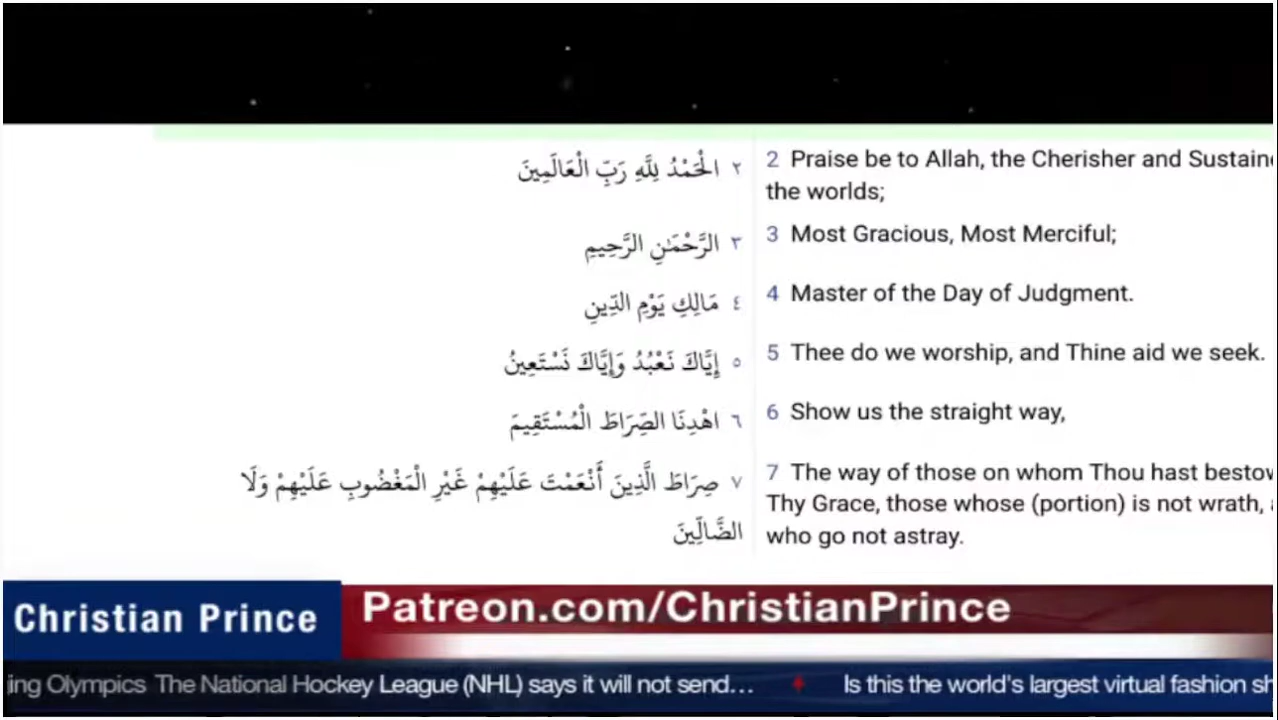 ٢ الْحَمْدُ لِلَّهِ رَبِّ الْعَالَمِينَ
2 Praise be to Allah, the Cherisher and
the worlds;
٣ الرَّحْمَٰنِ الرَّحِيمِ
3 Most Gracious, Most Merciful;
٤ مَالِكِ يَوْمِ الدِّينِ
4 Master of the Day of Judgment.
٥ إِيَّاكَ نَعْبُدُ وَإِيَّاكَ نَسْتَعِينُ
5 Thee do we worship, and Thine aid we seek.
٦ اهْدِنَا الصِّرَاطَ الْمُسْتَقِيمَ
6 Show us the straight way,
٧ صِرَاطَ الَّذِينَ أَنْعَمْتَ عَلَيْهِمْ غَيْرِ الْمَغْضُوبِ عَلَيْهِمْ وَلَا
الضَّالِّينَ
7 The way of those on whom Thou hast
Thy Grace, those whose (portion) is not wrath,
who go not astray.
Christian Prince
Patreon.com/ChristianPrince
Olympics The National Hockey League (NHL) says it will not send...
Is this the world's largest virtual fashion